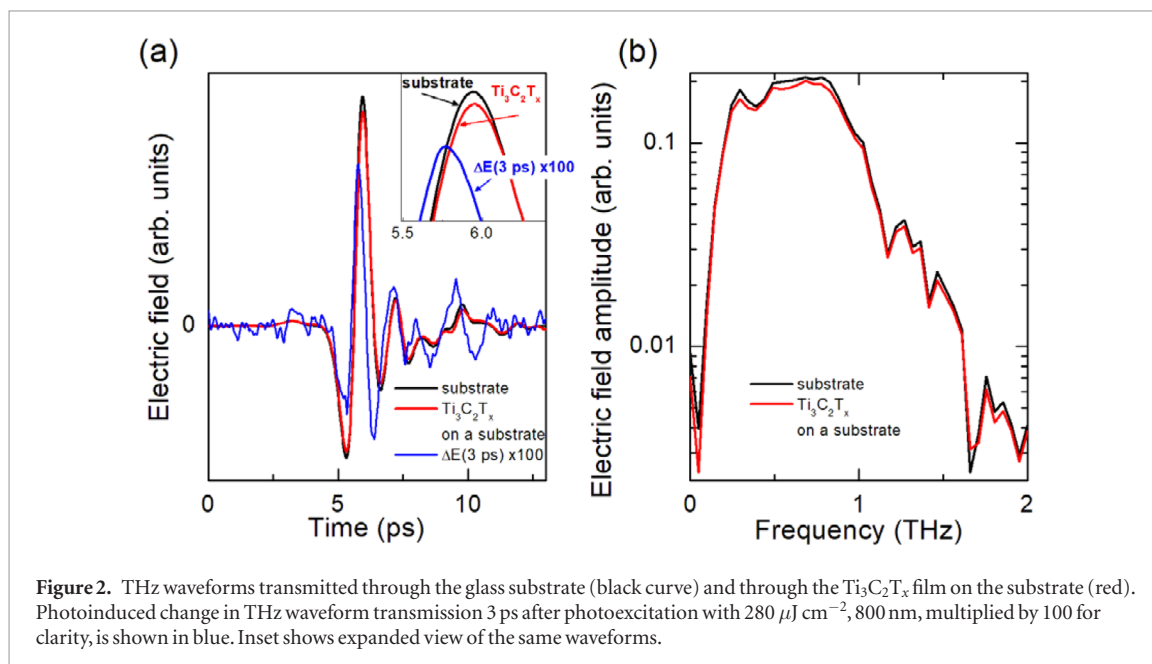 (a)
(b)
substrate
Ti₃C₂Tₓ
ΔE(3 ps) x100
5.5
6.0
Electric field (arb. units)
0
substrate
Ti₃C₂Tₓ
on a substrate
ΔE(3 ps) x100
0
5
10
Time (ps)
Electric field amplitude (arb. units)
0.1
0.01
substrate
Ti₃C₂Tₓ
on a substrate
0
1
2
Frequency (THz)
Figure 2. THz waveforms transmitted through the glass substrate (black curve) and through the Ti₃C₂Tₓ film on the substrate (red).
Photoinduced change in THz waveform transmission 3 ps after photoexcitation with 280 μJ cm⁻², 800 nm, multiplied by 100 for
clarity, is shown in blue. Inset shows expanded view of the same waveforms.